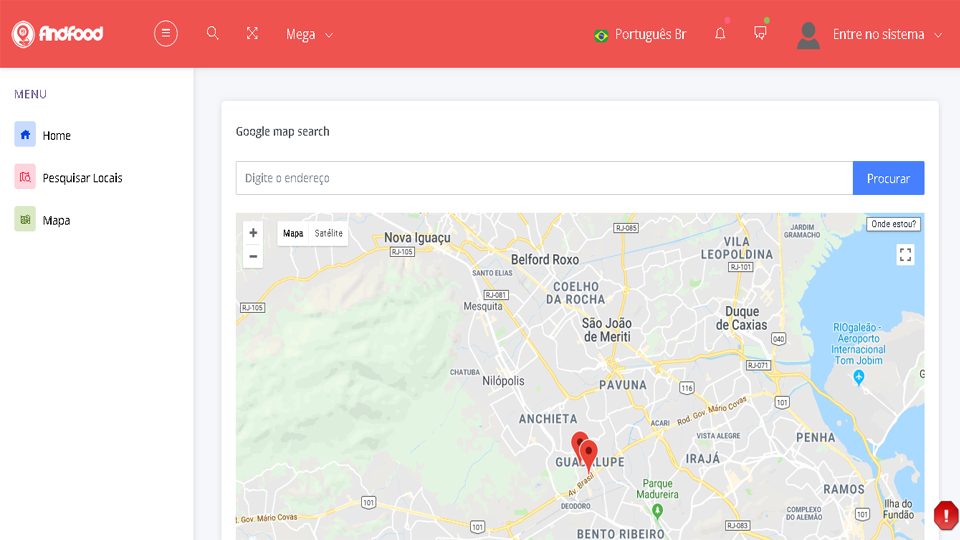 AndFood
Mega
Português Br
Entre no sistema
MENU
Home
Pesquisar Locais
Mapa
Google map search
Digite o endereço
Procurar
Mapa
Satélite
Onde estou?
Nova Iguaçu
RJ-085
RJ-105
JARDIM
GRAMACHO
VILA
LEOPOLDINA
RJ-101
Belford Roxo
SANTO ELIAS
COELHO
DA ROCHA
RJ-081
RJ-105
Mesquita
São João
de Meriti
Duque
de Caxias
040
RIOgaleão -
Aeroporto
Internacional
Tom Jobim
RJ-071
CHATUBA
Nilópolis
PAVUNA
116
101
Rod. Gov. Mário Covas
ANCHIETA
ACARI
VISTA ALEGRE
PENHA
GUADALUPE
IRAJÁ
Av. Brasil
Parque
Madureira
RAMOS
101
DEODORO
COMPLEXO
DO ALEMÃO
101
Ilha do
Fundão
Rod. Gov. Mário Covas
101
RJ-083
BENTO RIBEIRO